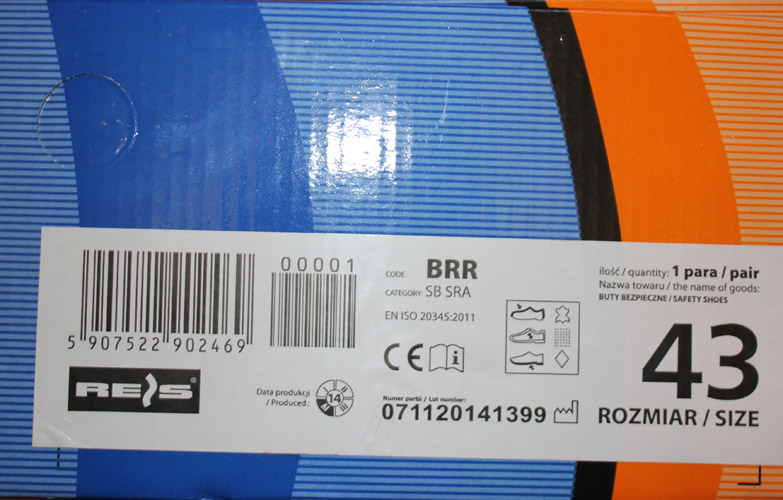 00001
5 907522 902469
REIS®
Data produkcji
/ Produced:
14
CODE: BRR
CATEGORY: SB SRA
EN ISO 20345:2011
CE i
Numer partii / Lot number:
071120141399
ilość / quantity: 1 para / pair
Nazwa towaru / the name of goods:
BUTY BEZPIECZNE / SAFETY SHOES
43
ROZMIAR / SIZE